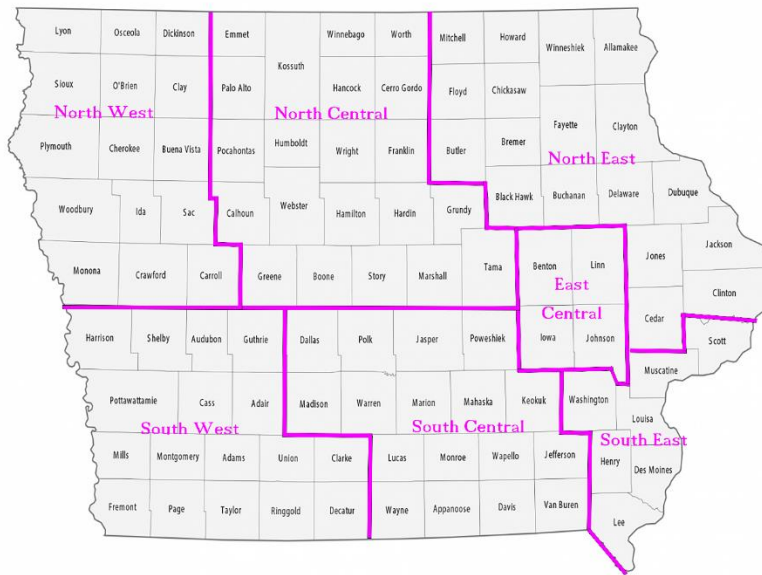 Lyon Osceola Dickinson Emmet Winnebago Worth Mitchell Howard Winneshiek Allamakee
Kossuth
Sioux O'Brien Clay Palo Alto Hancock Cerro Gordo Floyd Chickasaw
North West North Central
Plymouth Cherokee Buena Vista Pocahontas Humboldt Wright Franklin Butler Bremer Fayette Clayton
North East
Woodbury Ida Sac Calhoun Webster Hamilton Hardin Grundy Black Hawk Buchanan Delaware Dubuque
Monona Crawford Carroll Greene Boone Story Marshall Tama Benton Linn Jones Jackson
East
Central
Clinton
Cedar
Harrison Shelby Audubon Guthrie Dallas Polk Jasper Poweshiek Iowa Johnson Scott
Muscatine
Pottawattamie Cass Adair Madison Warren Marion Mahaska Keokuk Washington Louisa
South West South Central South East
Mills Montgomery Adams Union Clarke Lucas Monroe Wapello Jefferson Henry Des Moines
Fremont Page Taylor Ringgold Decatur Wayne Appanoose Davis Van Buren Lee